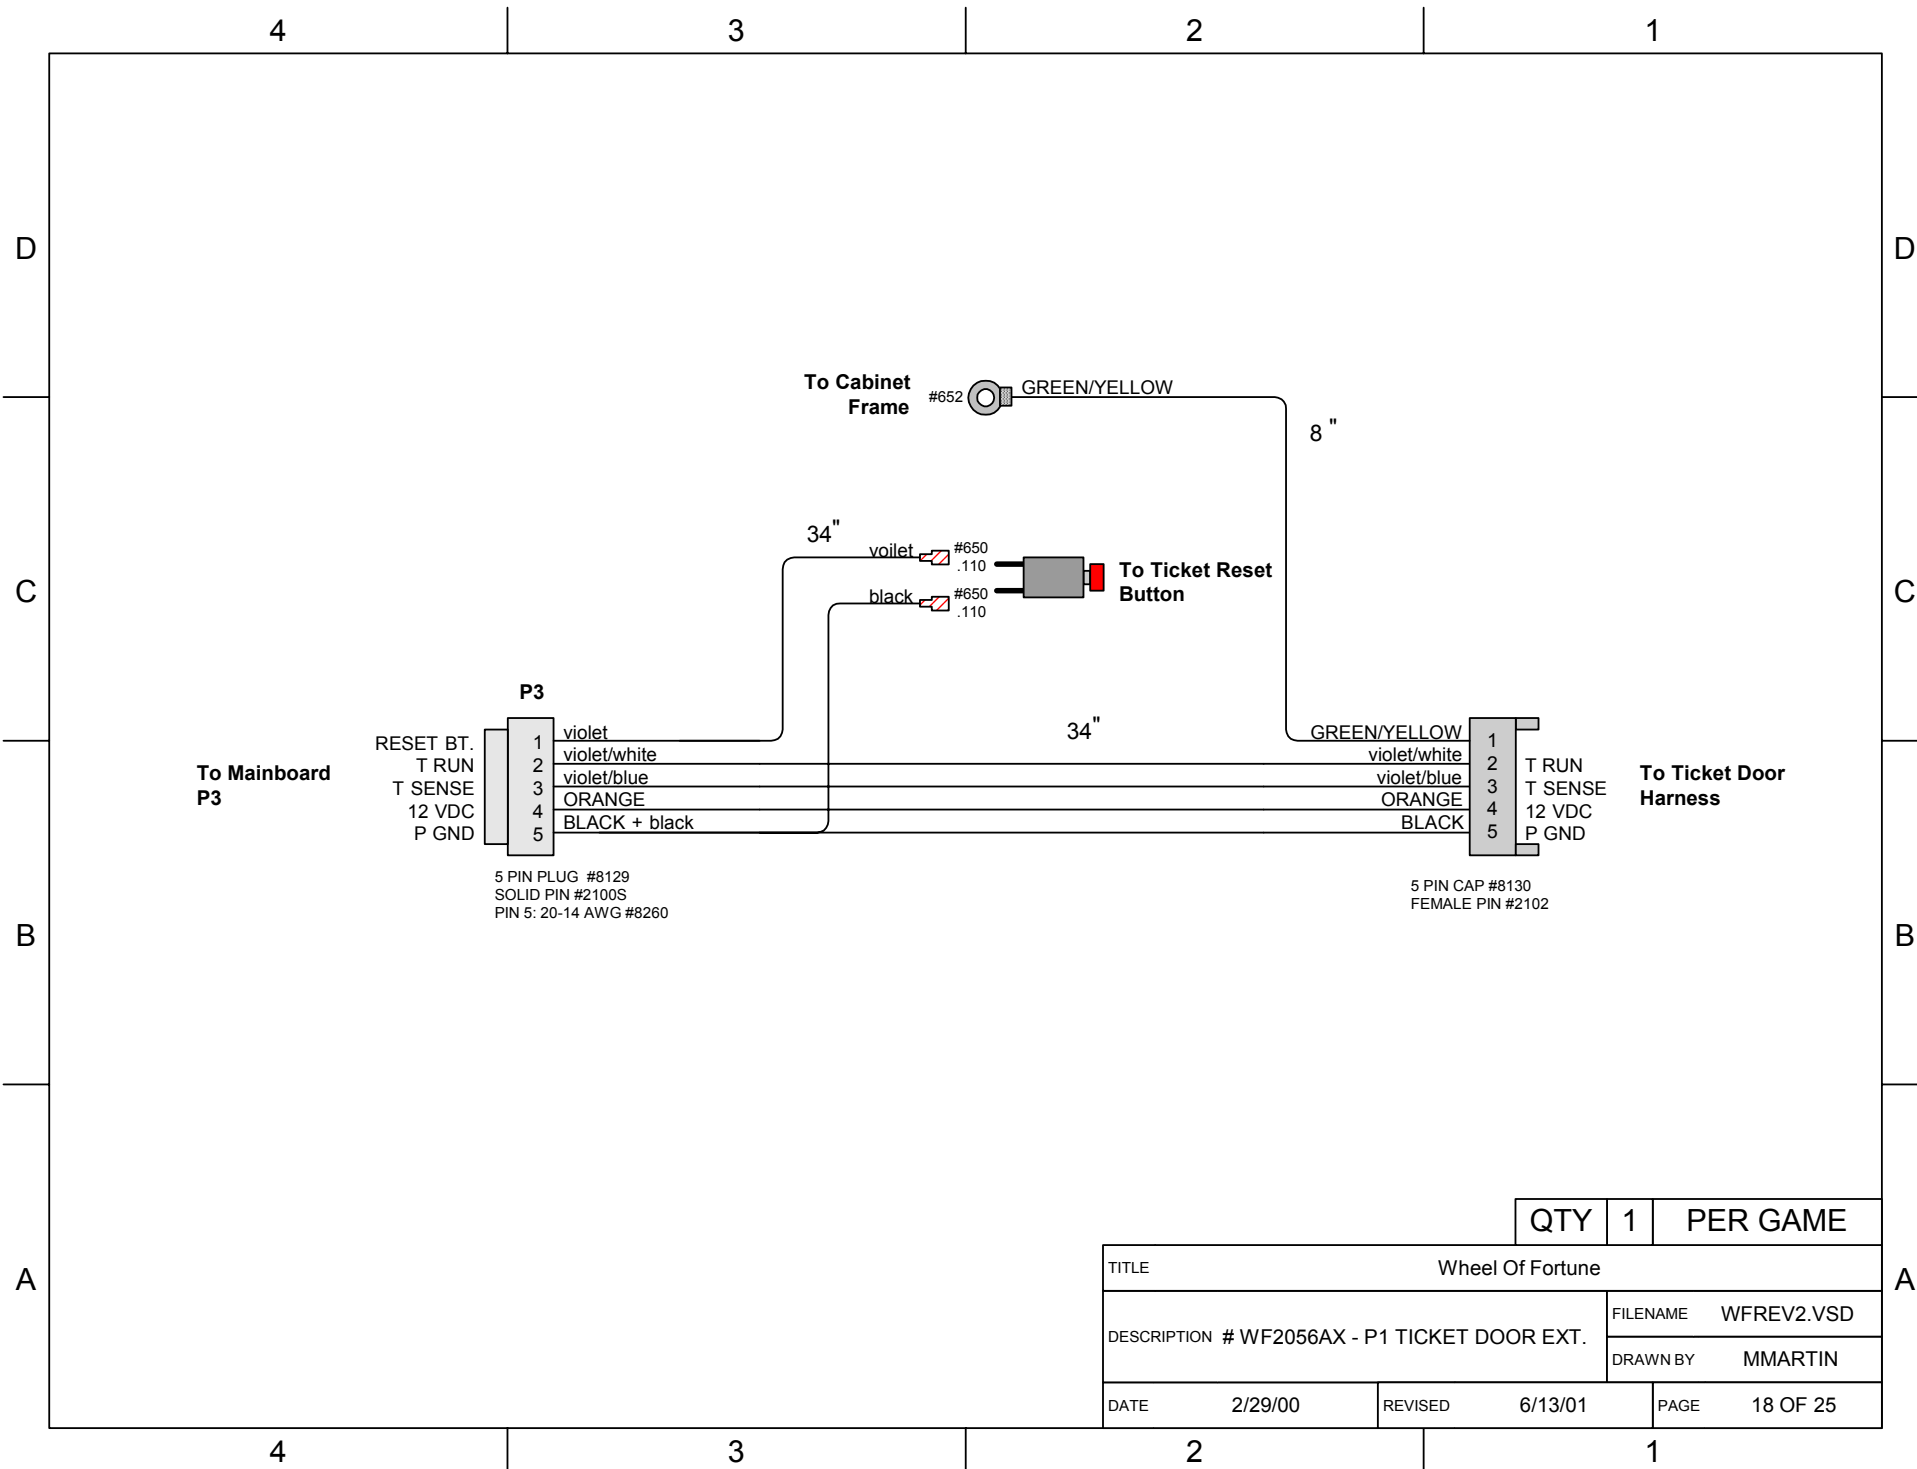 4 3 2 1
D D
To Cabinet
Frame
#652
GREEN/YELLOW
8 "
34"
voilet
#650
.110
black
#650
.110
To Ticket Reset
Button
C C
P3
34"
To Mainboard
P3
RESET BT. 1 violet
T RUN 2 violet/white
T SENSE 3 violet/blue
12 VDC 4 ORANGE
P GND 5 BLACK + black
GREEN/YELLOW 1
violet/white 2 T RUN
violet/blue 3 T SENSE
ORANGE 4 12 VDC
BLACK 5 P GND
To Ticket Door
Harness
5 PIN PLUG #8129
SOLID PIN #2100S
PIN 5: 20-14 AWG #8260
5 PIN CAP #8130
FEMALE PIN #2102
B B
QTY 1 PER GAME
TITLE Wheel Of Fortune
A A
DESCRIPTION # WF2056AX - P1 TICKET DOOR EXT.
FILENAME WFREV2.VSD
DRAWN BY MMARTIN
DATE 2/29/00 REVISED 6/13/01 PAGE 18 OF 25
4 3 2 1